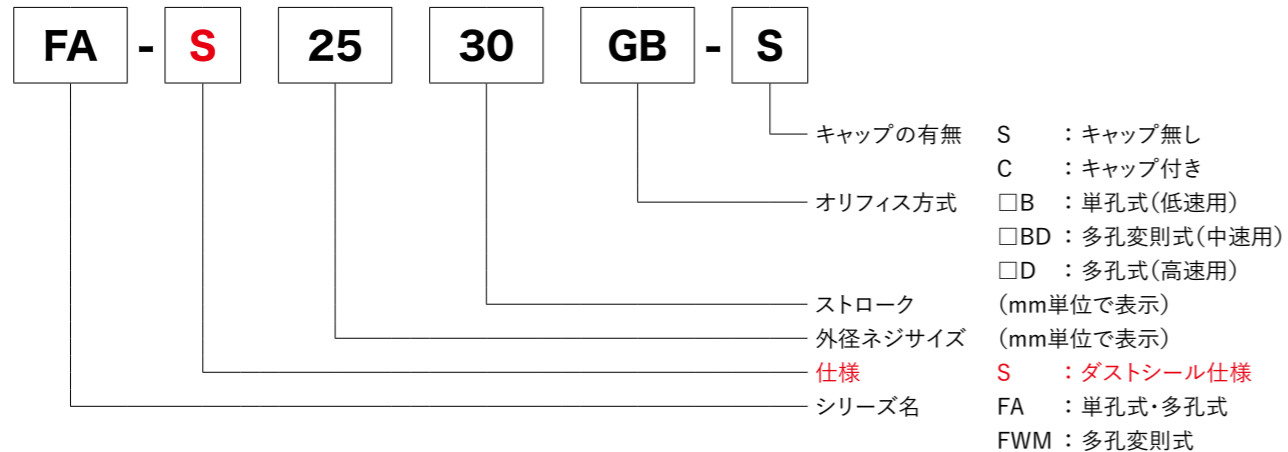 FA - S 25 30 GB - S
キャップの有無 S : キャップ無し
C : キャップ付き
オリフィス方式 □B : 単孔式(低速用)
□BD : 多孔変則式(中速用)
□D : 多孔式(高速用)
ストローク (mm単位で表示)
外径ネジサイズ (mm単位で表示)
仕様 S : ダストシール仕様
シリーズ名 FA : 単孔式・多孔式
FWM : 多孔変則式